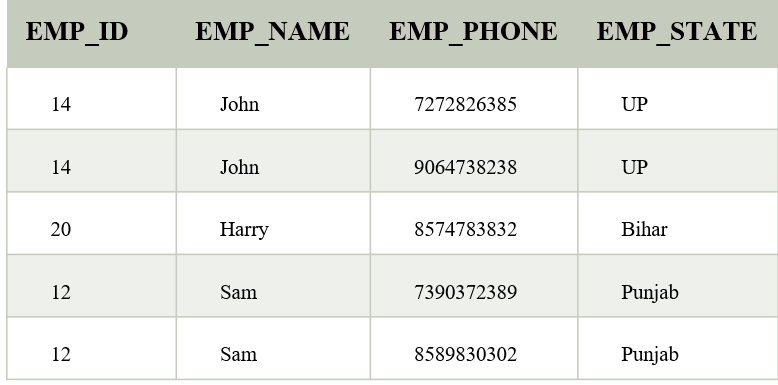 EMP_ID EMP_NAME EMP_PHONE EMP_STATE
14 John 7272826385 UP
14 John 9064738238 UP
20 Harry 8574783832 Bihar
12 Sam 7390372389 Punjab
12 Sam 8589830302 Punjab